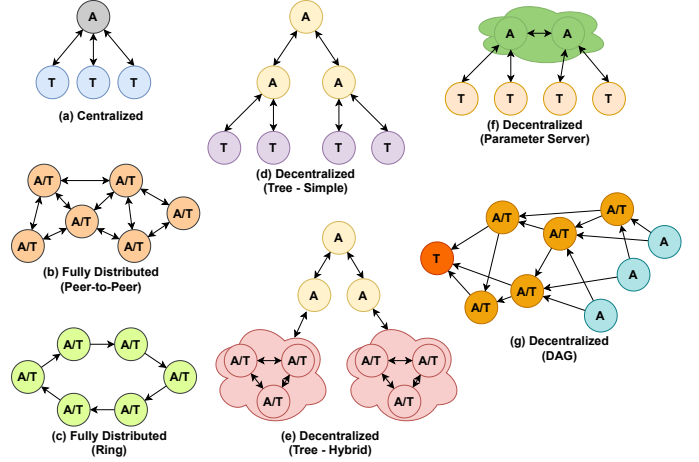 A
T T T
(a) Centralized
A/T A/T
A/T
A/T
A/T A/T
(b) Fully Distributed
(Peer-to-Peer)
A/T A/T
A/T A/T
A/T A/T
(c) Fully Distributed
(Ring)
A
A A
T T T T
(d) Decentralized
(Tree - Simple)
A
A A
A/T A/T A/T A/T
A/T A/T
(e) Decentralized
(Tree - Hybrid)
A A
T T T T
(f) Decentralized
(Parameter Server)
A/T
A/T
A/T A
T
A
A/T
A/T A
(g) Decentralized
(DAG)